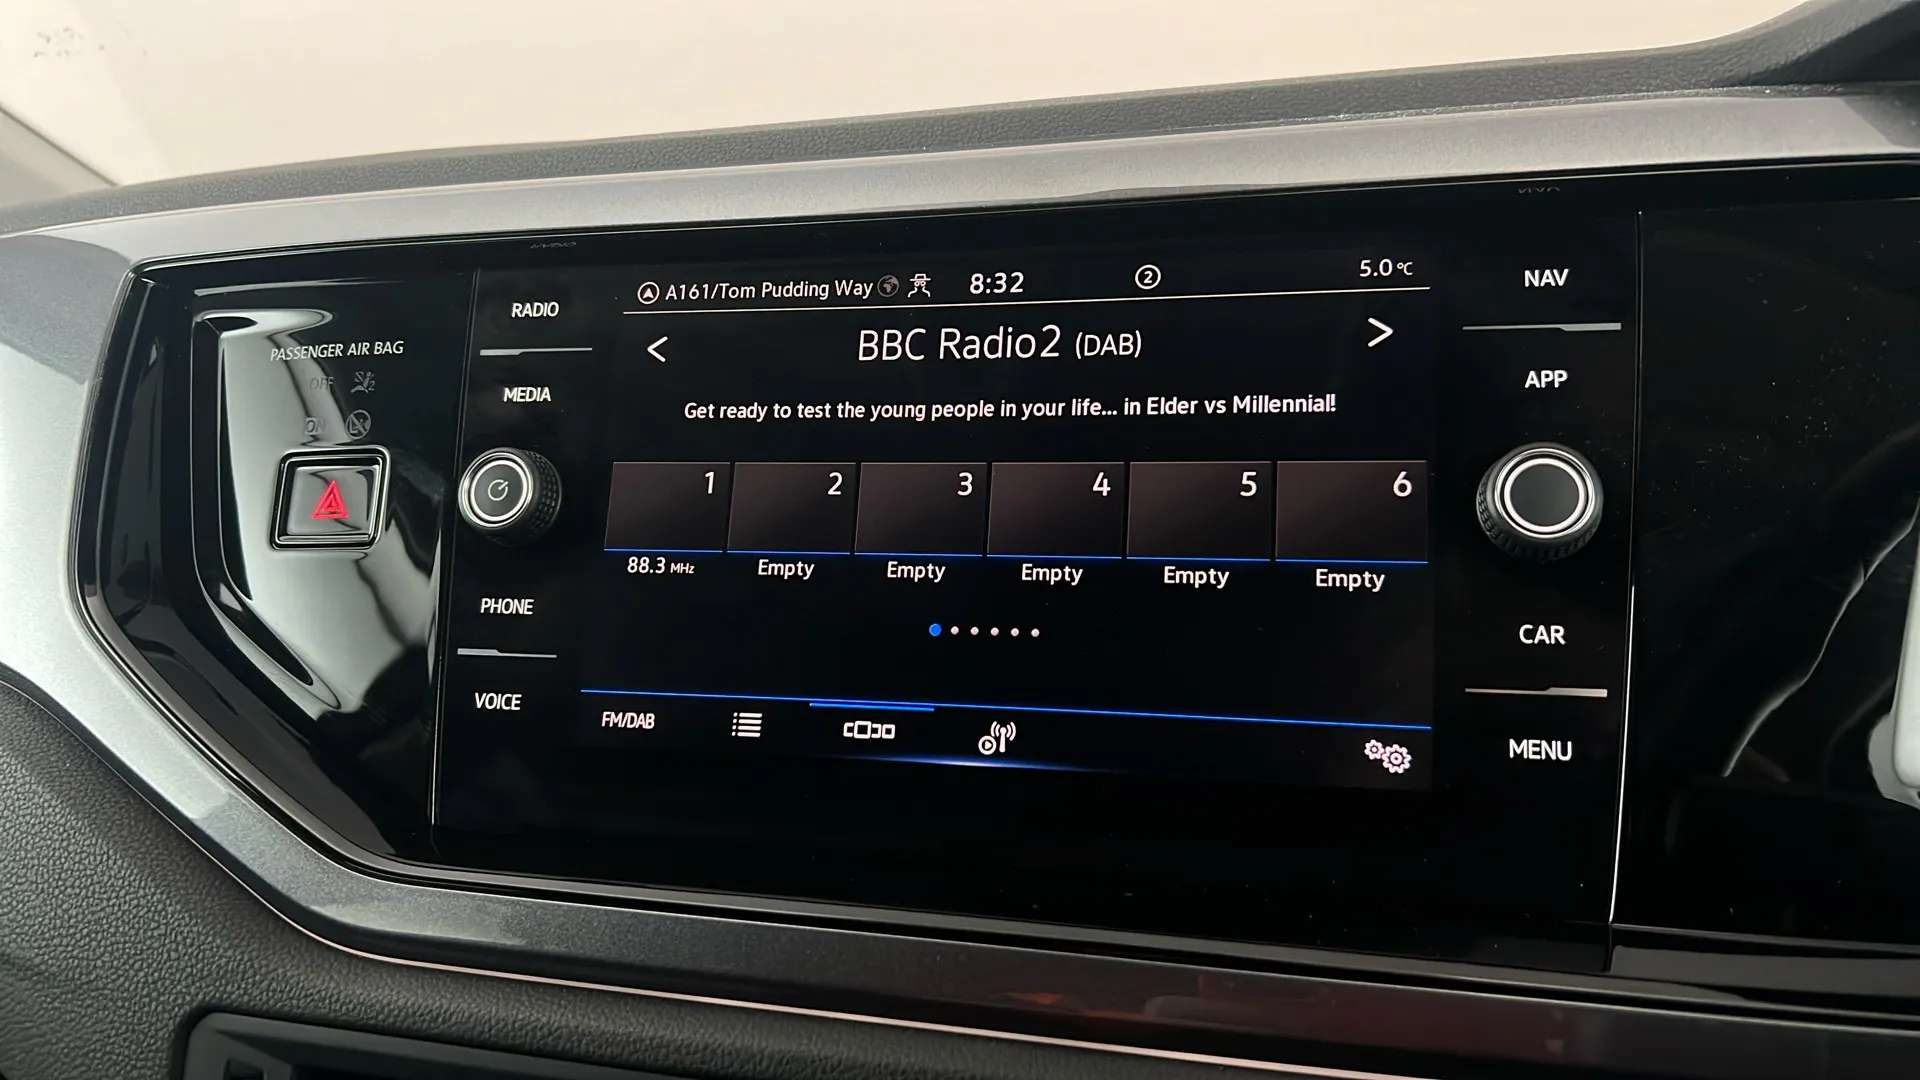 PASSENGER AIR BAG
OFF
ON
RADIO
MEDIA
PHONE
VOICE
A161/Tom Pudding Way 8:32 2 5.0 °C
< BBC Radio2 (DAB) >
Get ready to test the young people in your life... in Elder vs Millennial!
1 2 3 4 5 6
88.3 MHz Empty Empty Empty Empty Empty
FM/DAB
NAV
APP
CAR
MENU